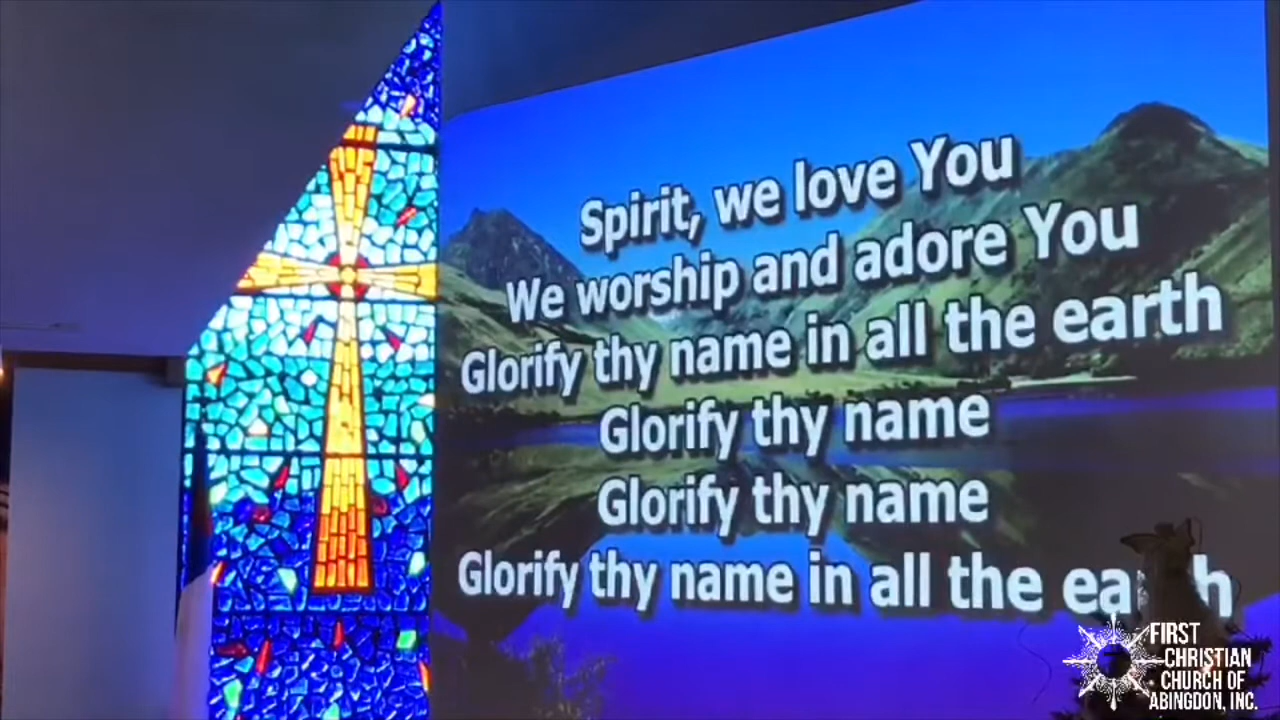 Spirit, we love You
We worship and adore You
Glorify thy name in all the earth
Glorify thy name
Glorify thy name
Glorify thy name in all the earth
FIRST
CHRISTIAN
CHURCH OF
ABINGDON, INC.